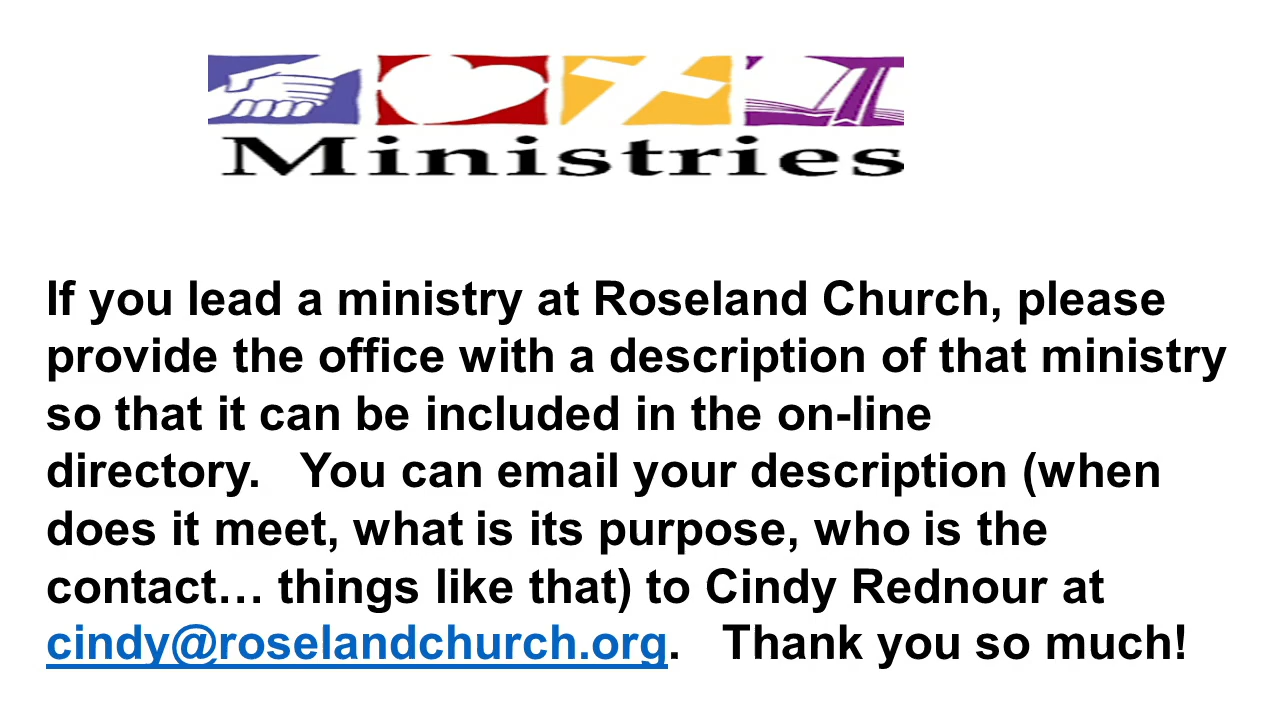 Ministries
If you lead a ministry at Roseland Church, please
provide the office with a description of that ministry
so that it can be included in the on-line
directory.   You can email your description (when
does it meet, what is its purpose, who is the
contact… things like that) to Cindy Rednour at
cindy@roselandchurch.org.   Thank you so much!